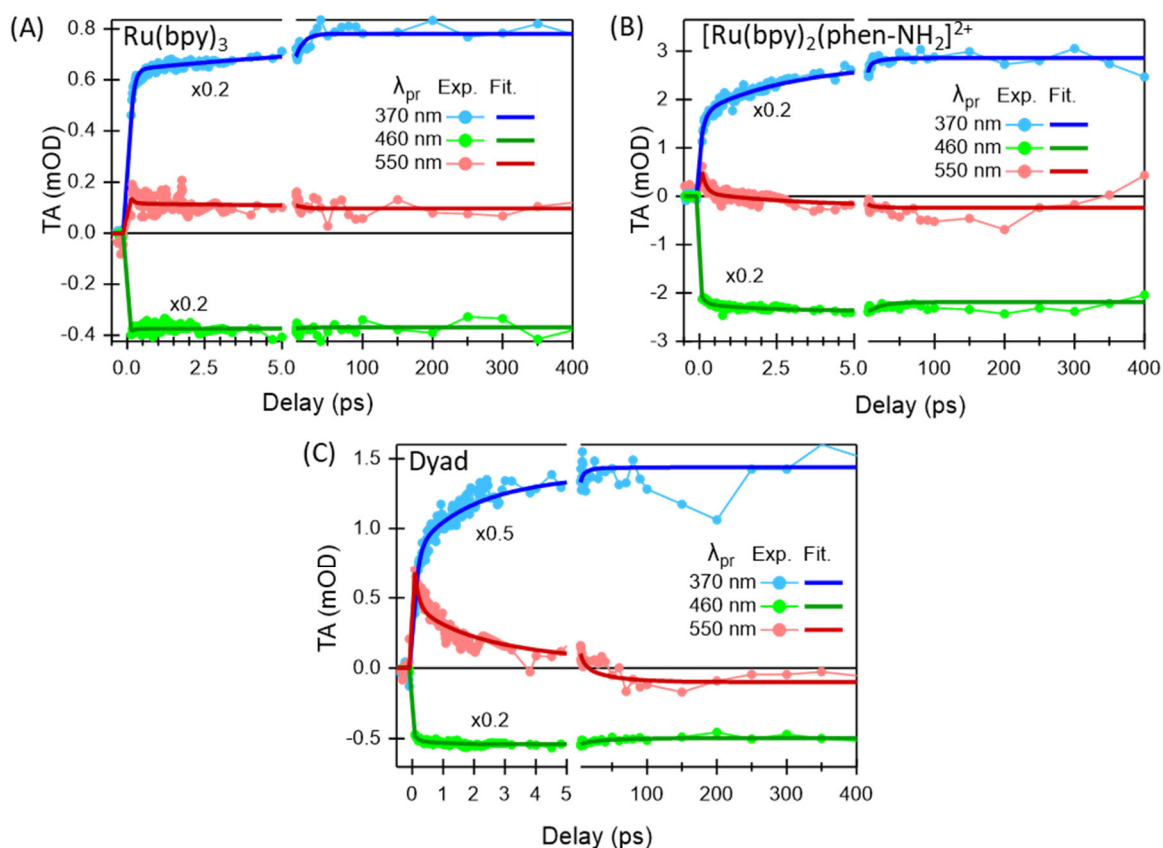 (A)
Ru(bpy)3
0.8
0.6
0.4
0.2
0.0
-0.2
-0.4
TA (mOD)
x0.2
λpr Exp. Fit.
370 nm
460 nm
550 nm
x0.2
0.0 2.5 5.0 100 200 300 400
Delay (ps)
(B)
[Ru(bpy)2(phen-NH2]2+
3
2
1
0
-1
-2
-3
TA (mOD)
x0.2
λpr Exp. Fit.
370 nm
460 nm
550 nm
x0.2
0.0 2.5 5.0 100 200 300 400
Delay (ps)
(C)
Dyad
1.5
1.0
0.5
0.0
-0.5
TA (mOD)
x0.5
λpr Exp. Fit.
370 nm
460 nm
550 nm
x0.2
0 1 2 3 4 5 100 200 300 400
Delay (ps)